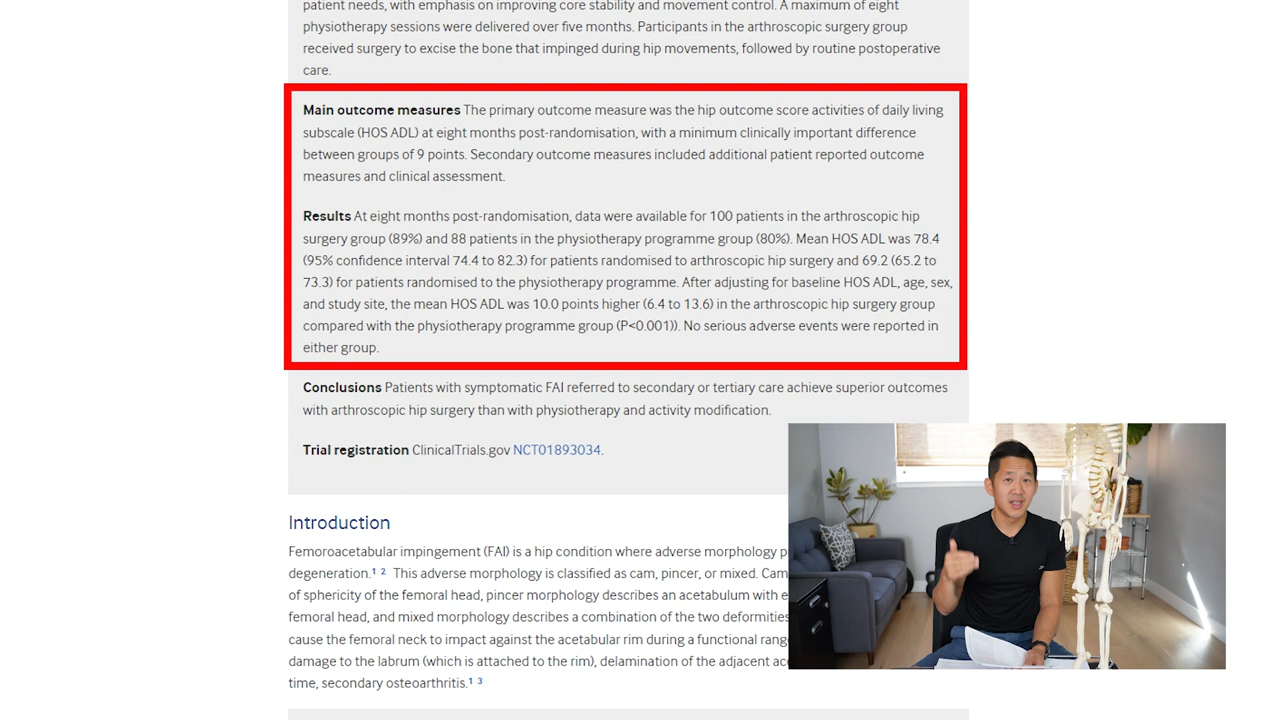 patient needs, with emphasis on improving core stability and movement control. A maximum of eight
physiotherapy sessions were delivered over five months. Participants in the arthroscopic surgery group
received surgery to excise the bone that impinged during hip movements, followed by routine postoperative
care.
Main outcome measures The primary outcome measure was the hip outcome score activities of daily living
subscale (HOS ADL) at eight months post-randomisation, with a minimum clinically important difference
between groups of 9 points. Secondary outcome measures included additional patient reported outcome
measures and clinical assessment.
Results At eight months post-randomisation, data were available for 100 patients in the arthroscopic hip
surgery group (89%) and 88 patients in the physiotherapy programme group (80%). Mean HOS ADL was 78.4
(95% confidence interval 74.4 to 82.3) for patients randomised to arthroscopic hip surgery and 69.2 (65.2 to
73.3) for patients randomised to the physiotherapy programme. After adjusting for baseline HOS ADL, age, sex,
and study site, the mean HOS ADL was 10.0 points higher (6.4 to 13.6) in the arthroscopic hip surgery group
compared with the physiotherapy programme group (P<0.001)). No serious adverse events were reported in
either group.
Conclusions Patients with symptomatic FAI referred to secondary or tertiary care achieve superior outcomes
with arthroscopic hip surgery than with physiotherapy and activity modification.
Trial registration ClinicalTrials.gov NCT01893034.
Introduction
Femoroacetabular impingement (FAI) is a hip condition where adverse morphology
degeneration.1 2 This adverse morphology is classified as cam, pincer, or mixed. Cam
of sphericity of the femoral head, pincer morphology describes an acetabulum with
femoral head, and mixed morphology describes a combination of the two deformities
cause the femoral neck to impact against the acetabular rim during a functional
damage to the labrum (which is attached to the rim), delamination of the adjacent
time, secondary osteoarthritis.1 3